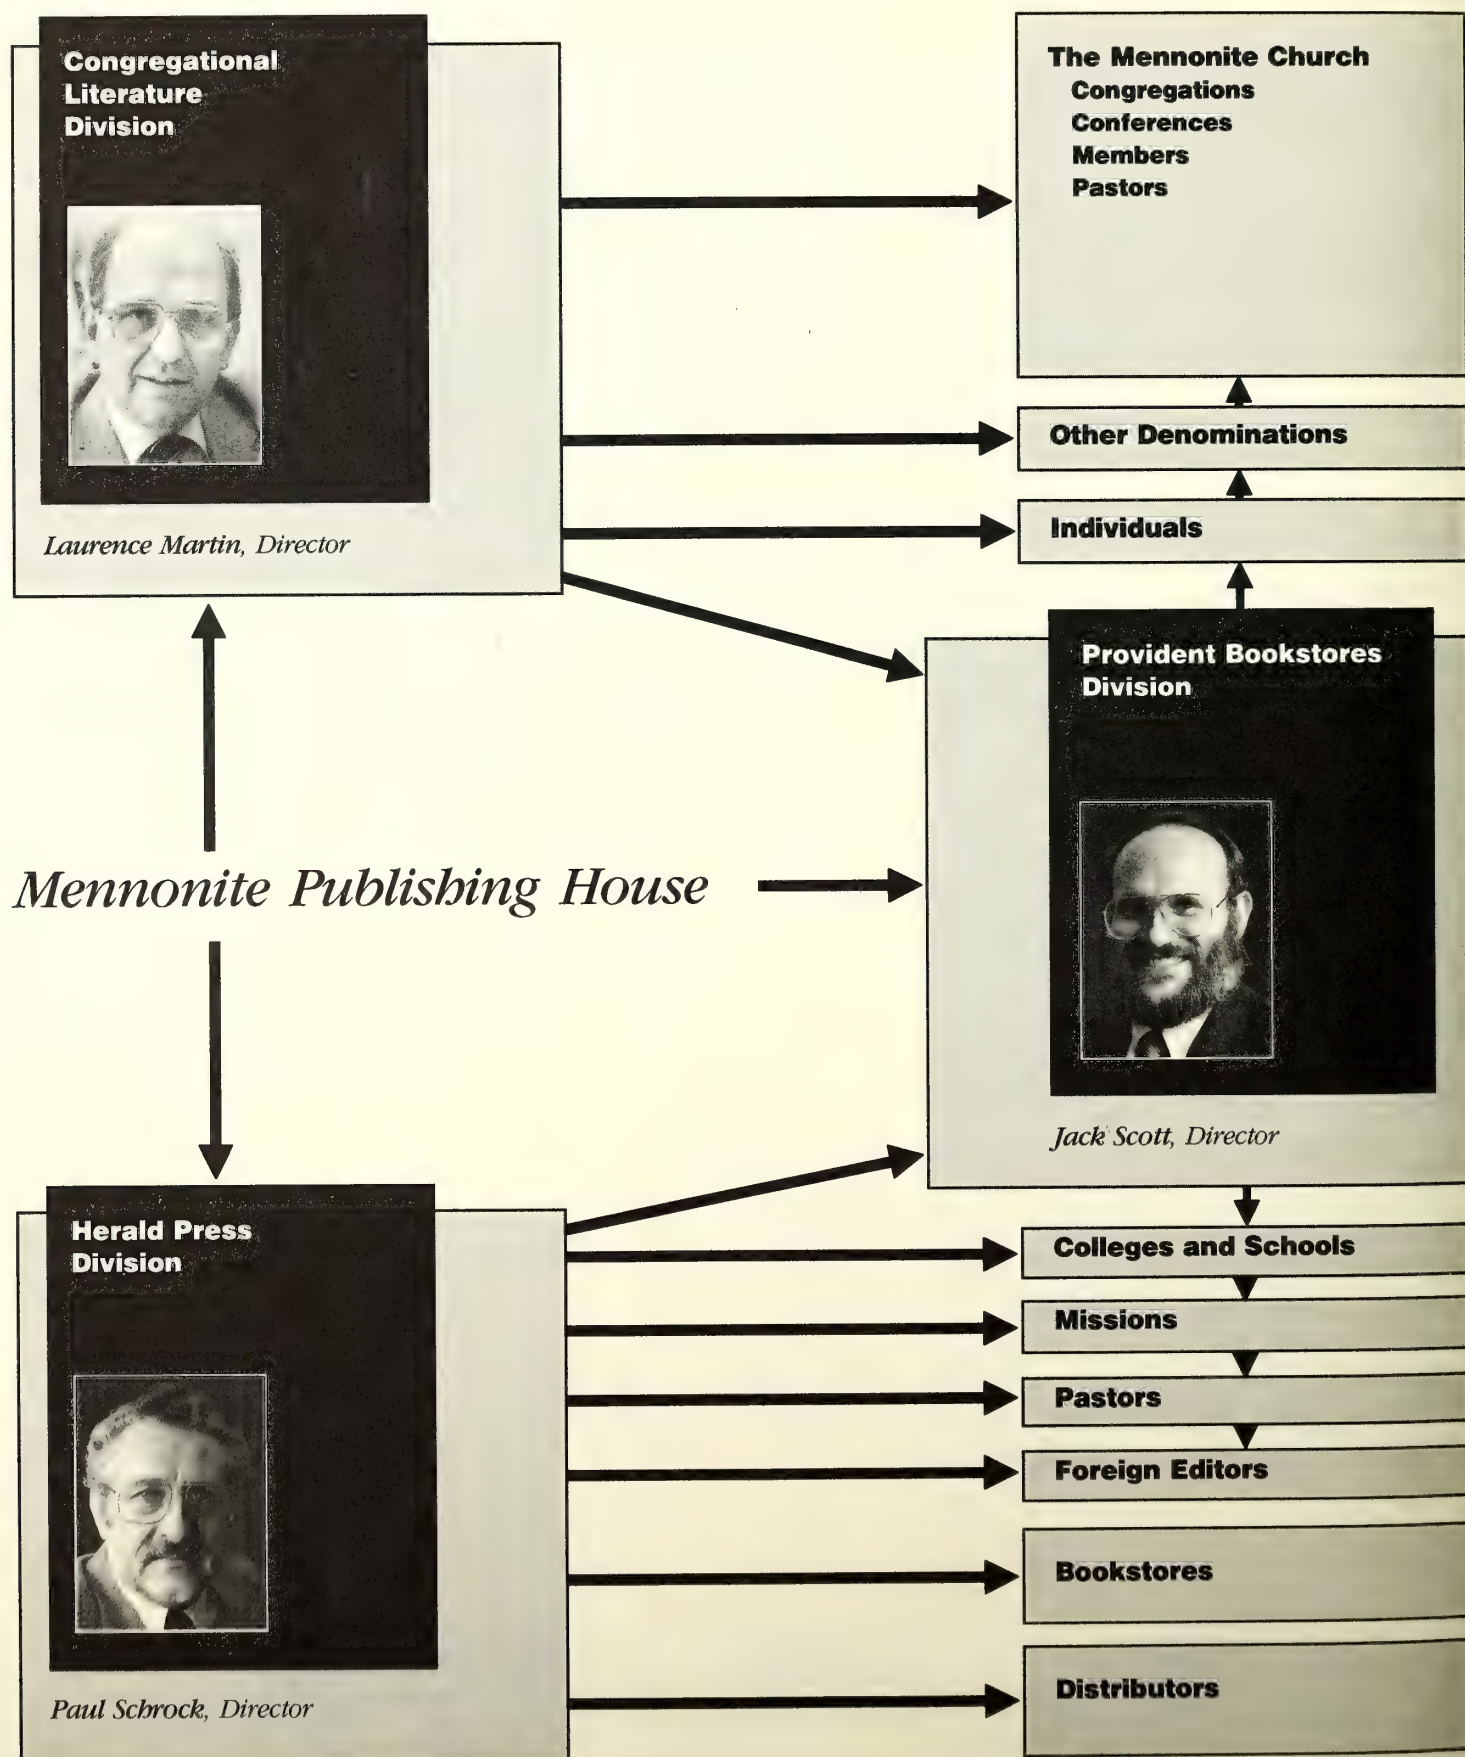 Congregational
Literature
Division
Laurence Martin, Director
The Mennonite Church
Congregations
Conferences
Members
Pastors
Other Denominations
Individuals
Provident Bookstores
Division
Jack Scott, Director
Mennonite Publishing House
Herald Press
Division
Paul Schrock, Director
Colleges and Schools
Missions
Pastors
Foreign Editors
Bookstores
Distributors